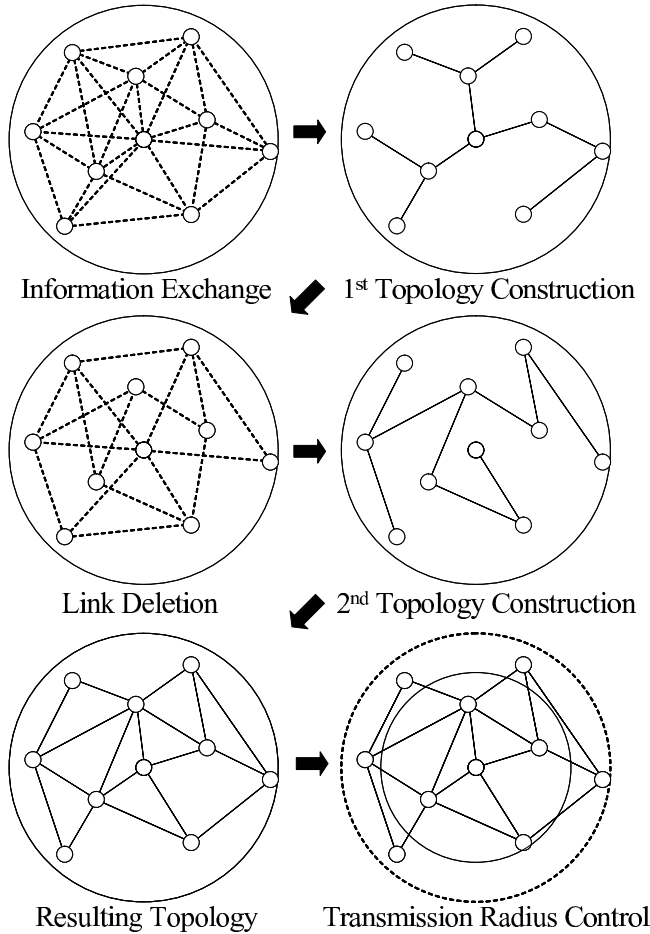 Information Exchange
1st Topology Construction
Link Deletion
2nd Topology Construction
Resulting Topology
Transmission Radius Control